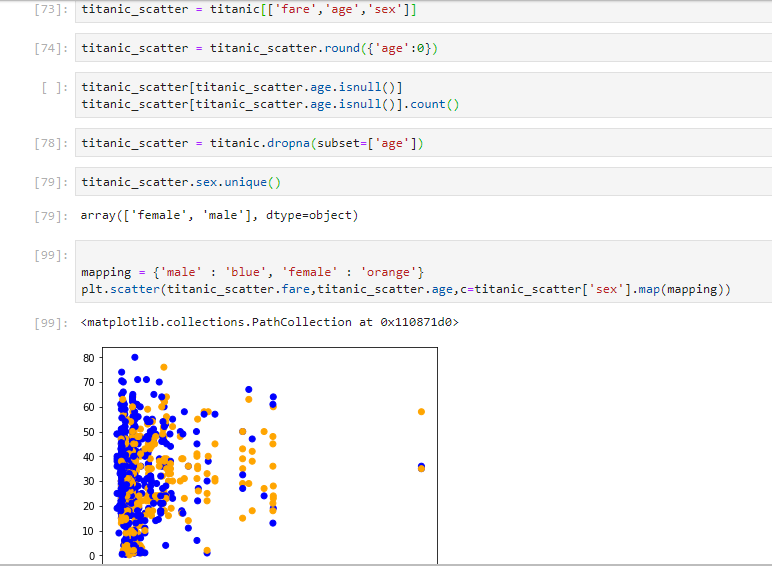 [73]: titanic_scatter = titanic[['fare','age','sex']]
[74]: titanic_scatter = titanic_scatter.round({'age':0})
[ ]: titanic_scatter[titanic_scatter.age.isnull()]
titanic_scatter[titanic_scatter.age.isnull()].count()
[78]: titanic_scatter = titanic.dropna(subset=['age'])
[79]: titanic_scatter.sex.unique()
[79]: array(['female', 'male'], dtype=object)
[99]:
mapping = {'male' : 'blue', 'female' : 'orange'}
plt.scatter(titanic_scatter.fare,titanic_scatter.age,c=titanic_scatter['sex'].map(mapping))
[99]: <matplotlib.collections.PathCollection at 0x110871d0>
80
70
60
50
40
30
20
10
0